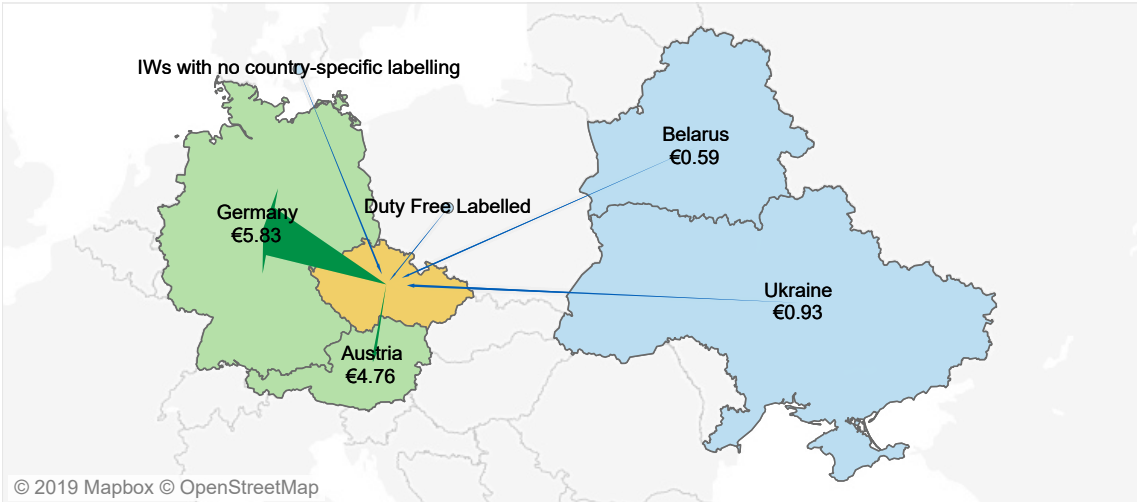 IWs with no country-specific labelling
Belarus
€0.59
Duty Free Labelled
Germany
€5.83
Ukraine
€0.93
Austria
€4.76
© 2019 Mapbox © OpenStreetMap